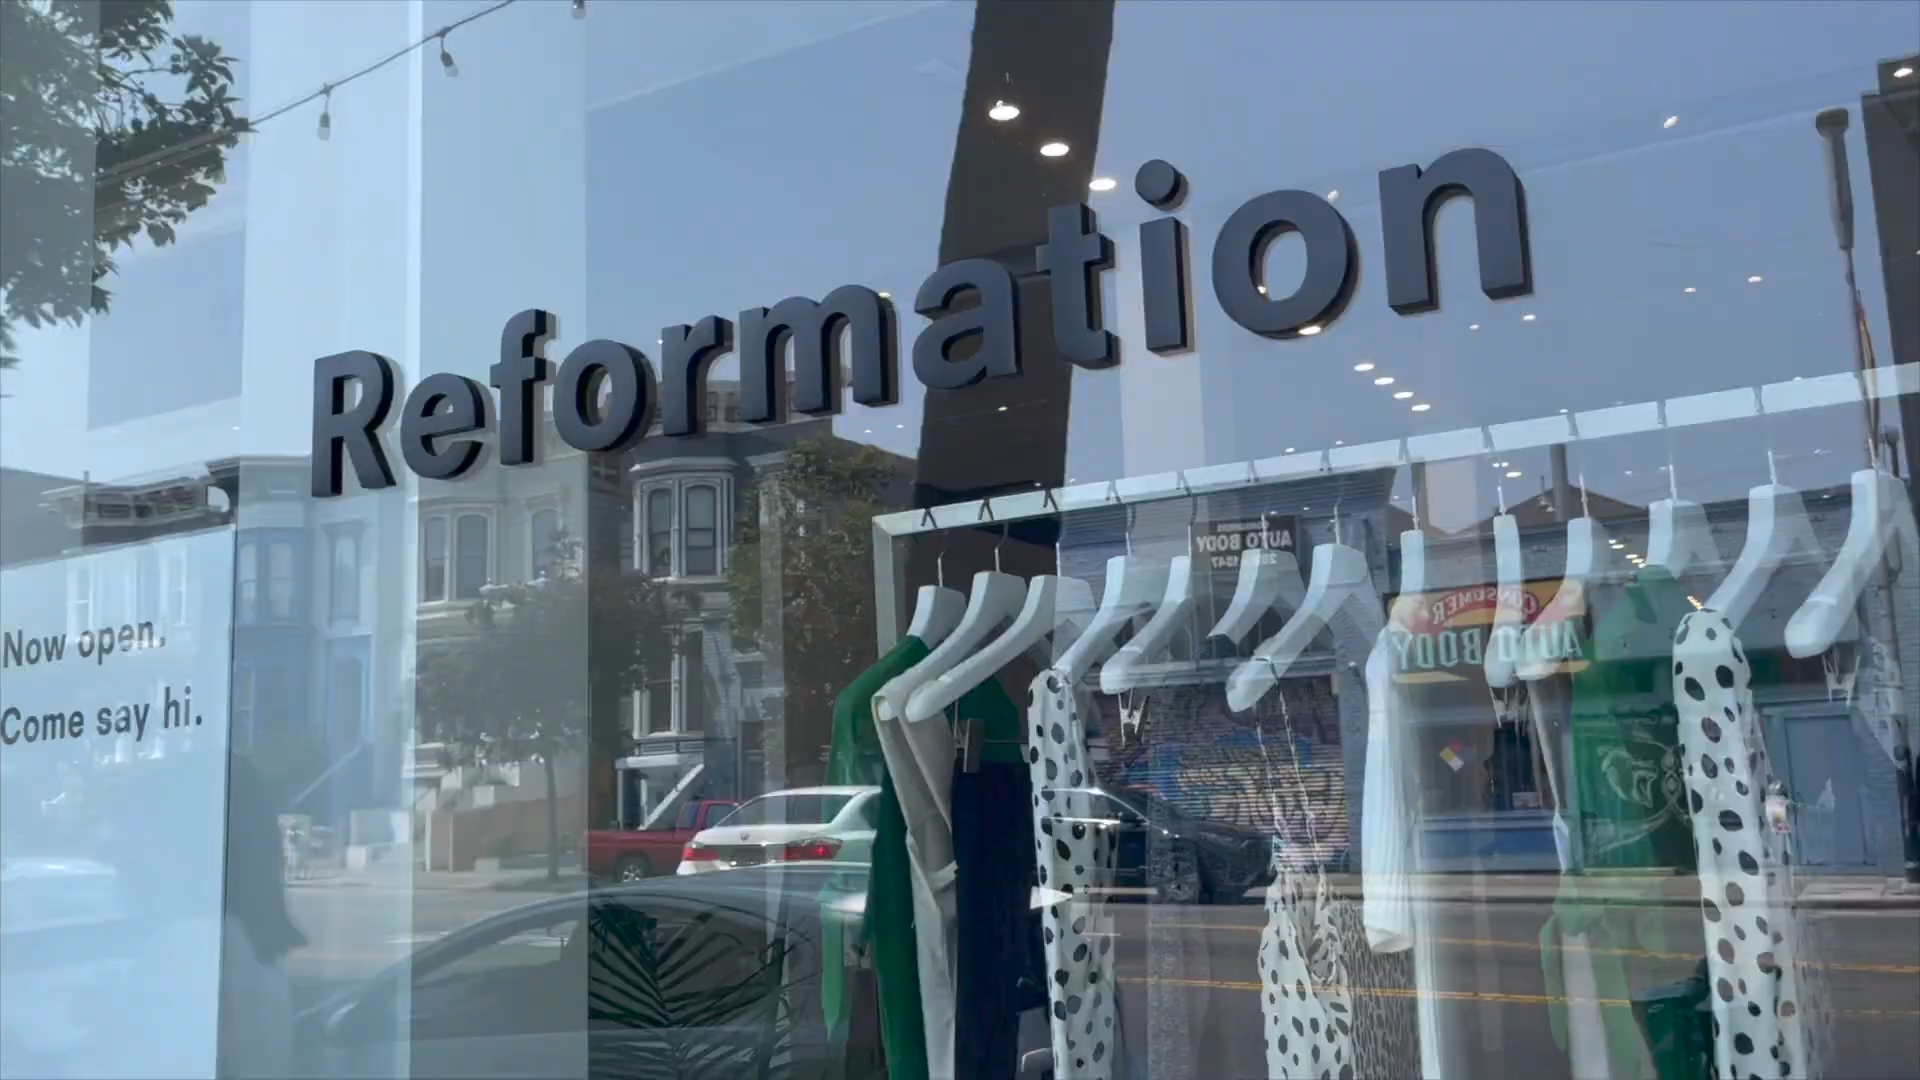 Reformation
Now open.
Come say hi.
AUTO BODY
CONSUMER
AUTO BODY